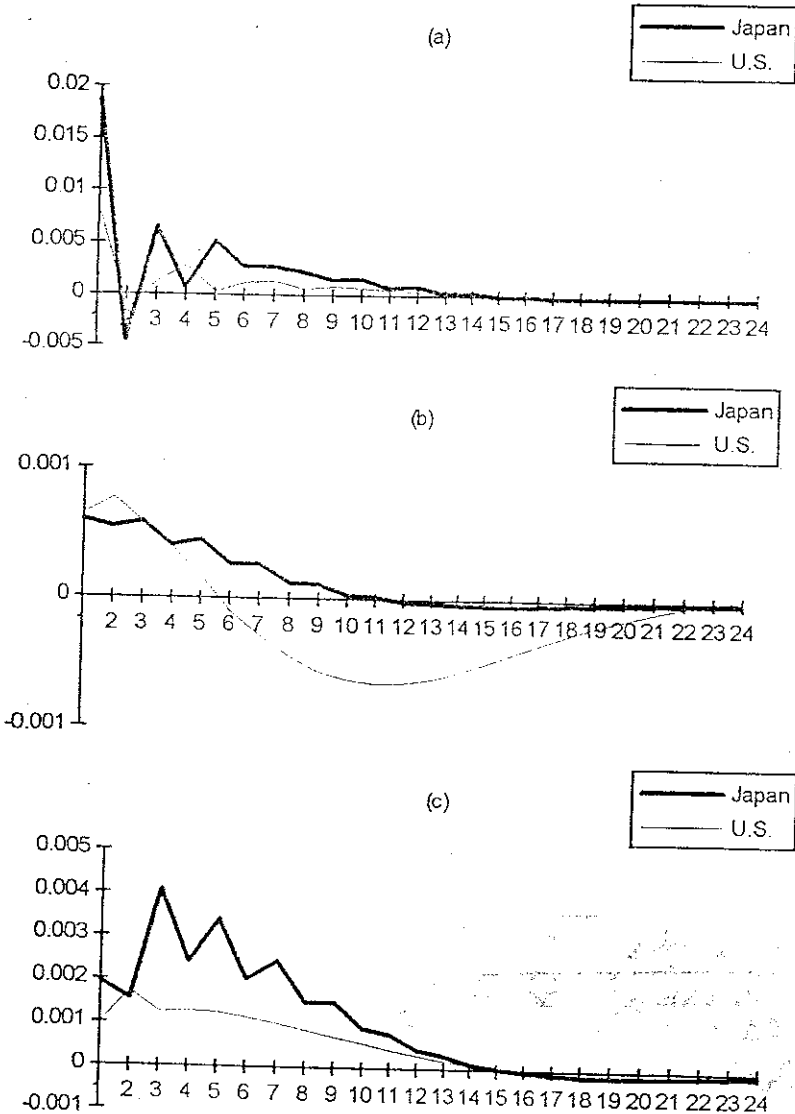 (a)
Japan
U.S.
0.02
0.015
0.01
0.005
0
-0.005
3 4 5 6 7 8 9 10 11 12 13 14 15 16 17 18 19 20 21 22 23 24
(b)
Japan
U.S.
0.001
0
-0.001
2 3 4 5 6 7 8 9 10 11 12 13 14 15 16 17 18 19 20 21 22 23 24
(c)
Japan
U.S.
0.005
0.004
0.003
0.002
0.001
0
-0.001
2 3 4 5 6 7 8 9 10 11 12 13 14 15 16 17 18 19 20 21 22 23 24